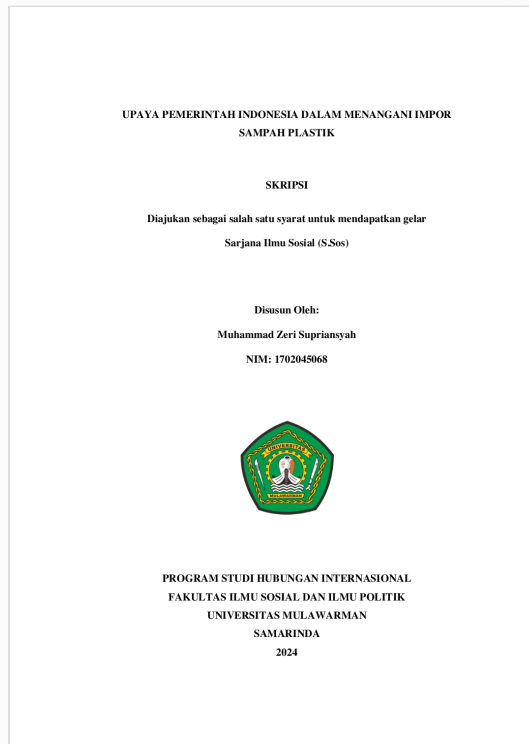 UPAYA PEMERINTAH INDONESIA DALAM MENANGANI IMPOR
SAMPAH PLASTIK
SKRIPSI
Diajukan sebagai salah satu syarat untuk mendapatkan gelar
Sarjana Ilmu Sosial (S.Sos)
Disusun Oleh:
Muhammad Zeri Supriansyah
NIM: 1702045068
UNIVERSITAS
MULAWARMAN
PROGRAM STUDI HUBUNGAN INTERNASIONAL
FAKULTAS ILMU SOSIAL DAN ILMU POLITIK
UNIVERSITAS MULAWARMAN
SAMARINDA
2024